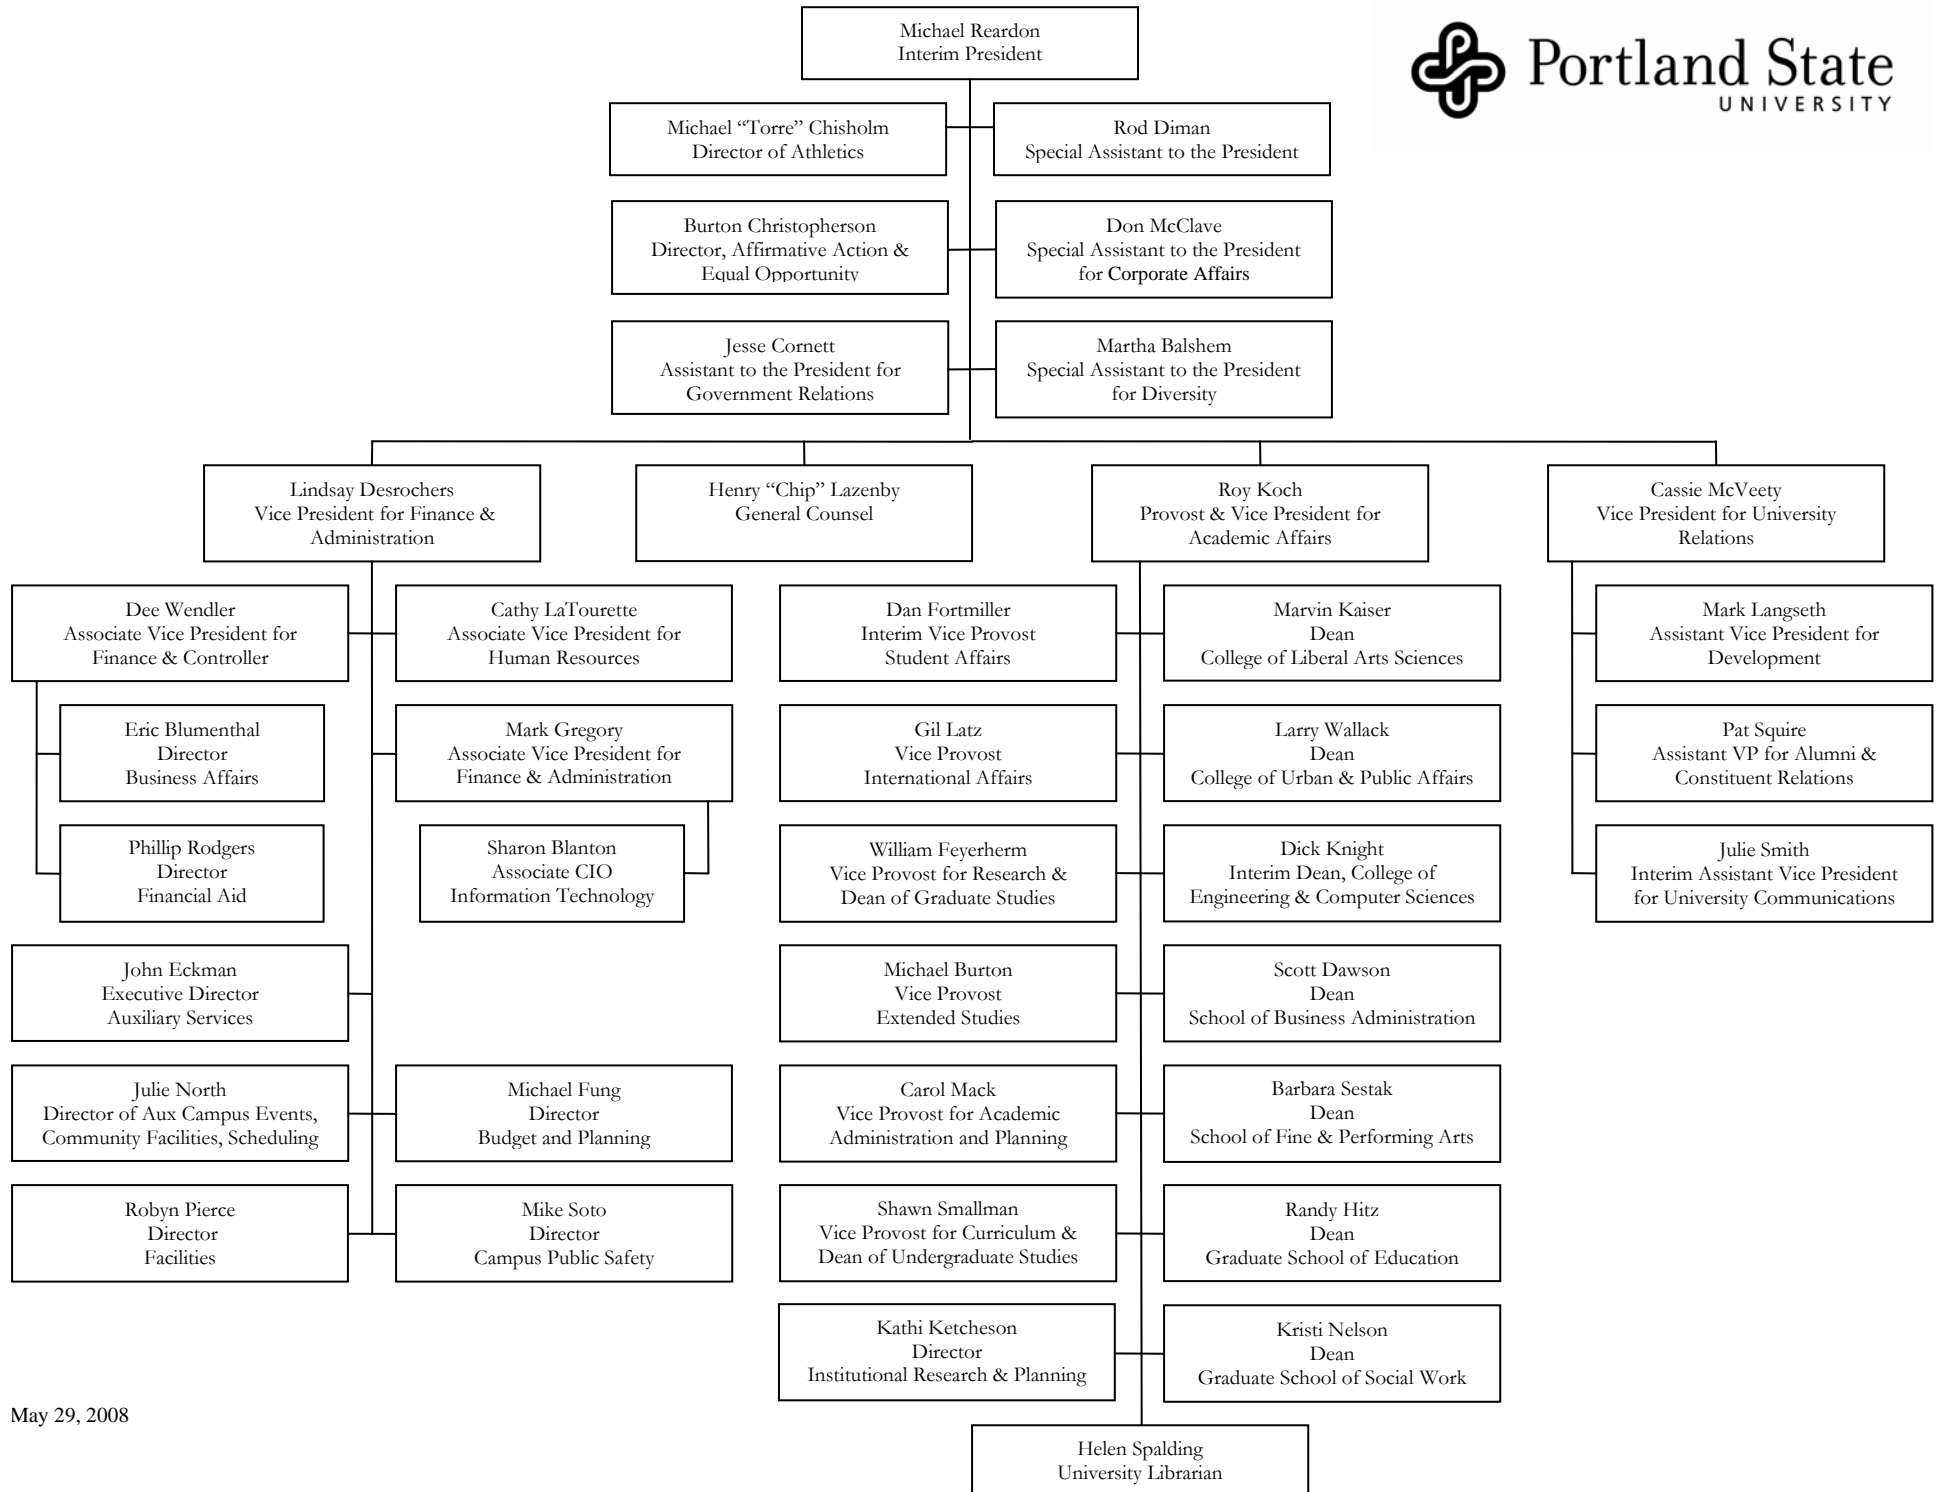 Michael Reardon
Interim President
Portland State
UNIVERSITY
Michael “Torre” Chisholm
Director of Athletics
Rod Diman
Special Assistant to the President
Burton Christopherson
Director, Affirmative Action &
Equal Opportunity
Don McClave
Special Assistant to the President
for Corporate Affairs
Jesse Cornett
Assistant to the President for
Government Relations
Martha Balshem
Special Assistant to the President
for Diversity
Lindsay Desrochers
Vice President for Finance &
Administration
Henry “Chip” Lazenby
General Counsel
Roy Koch
Provost & Vice President for
Academic Affairs
Cassie McVeety
Vice President for University
Relations
Dee Wendler
Associate Vice President for
Finance & Controller
Cathy LaTourette
Associate Vice President for
Human Resources
Dan Fortmiller
Interim Vice Provost
Student Affairs
Marvin Kaiser
Dean
College of Liberal Arts Sciences
Mark Langseth
Assistant Vice President for
Development
Eric Blumenthal
Director
Business Affairs
Mark Gregory
Associate Vice President for
Finance & Administration
Gil Latz
Vice Provost
International Affairs
Larry Wallack
Dean
College of Urban & Public Affairs
Pat Squire
Assistant VP for Alumni &
Constituent Relations
Phillip Rodgers
Director
Financial Aid
Sharon Blanton
Associate CIO
Information Technology
William Feyerherm
Vice Provost for Research &
Dean of Graduate Studies
Dick Knight
Interim Dean, College of
Engineering & Computer Sciences
Julie Smith
Interim Assistant Vice President
for University Communications
John Eckman
Executive Director
Auxiliary Services
Michael Burton
Vice Provost
Extended Studies
Scott Dawson
Dean
School of Business Administration
Julie North
Director of Aux Campus Events,
Community Facilities, Scheduling
Michael Fung
Director
Budget and Planning
Carol Mack
Vice Provost for Academic
Administration and Planning
Barbara Sestak
Dean
School of Fine & Performing Arts
Robyn Pierce
Director
Facilities
Mike Soto
Director
Campus Public Safety
Shawn Smallman
Vice Provost for Curriculum &
Dean of Undergraduate Studies
Randy Hitz
Dean
Graduate School of Education
Kathi Ketcheson
Director
Institutional Research & Planning
Kristi Nelson
Dean
Graduate School of Social Work
May 29, 2008
Helen Spalding
University Librarian